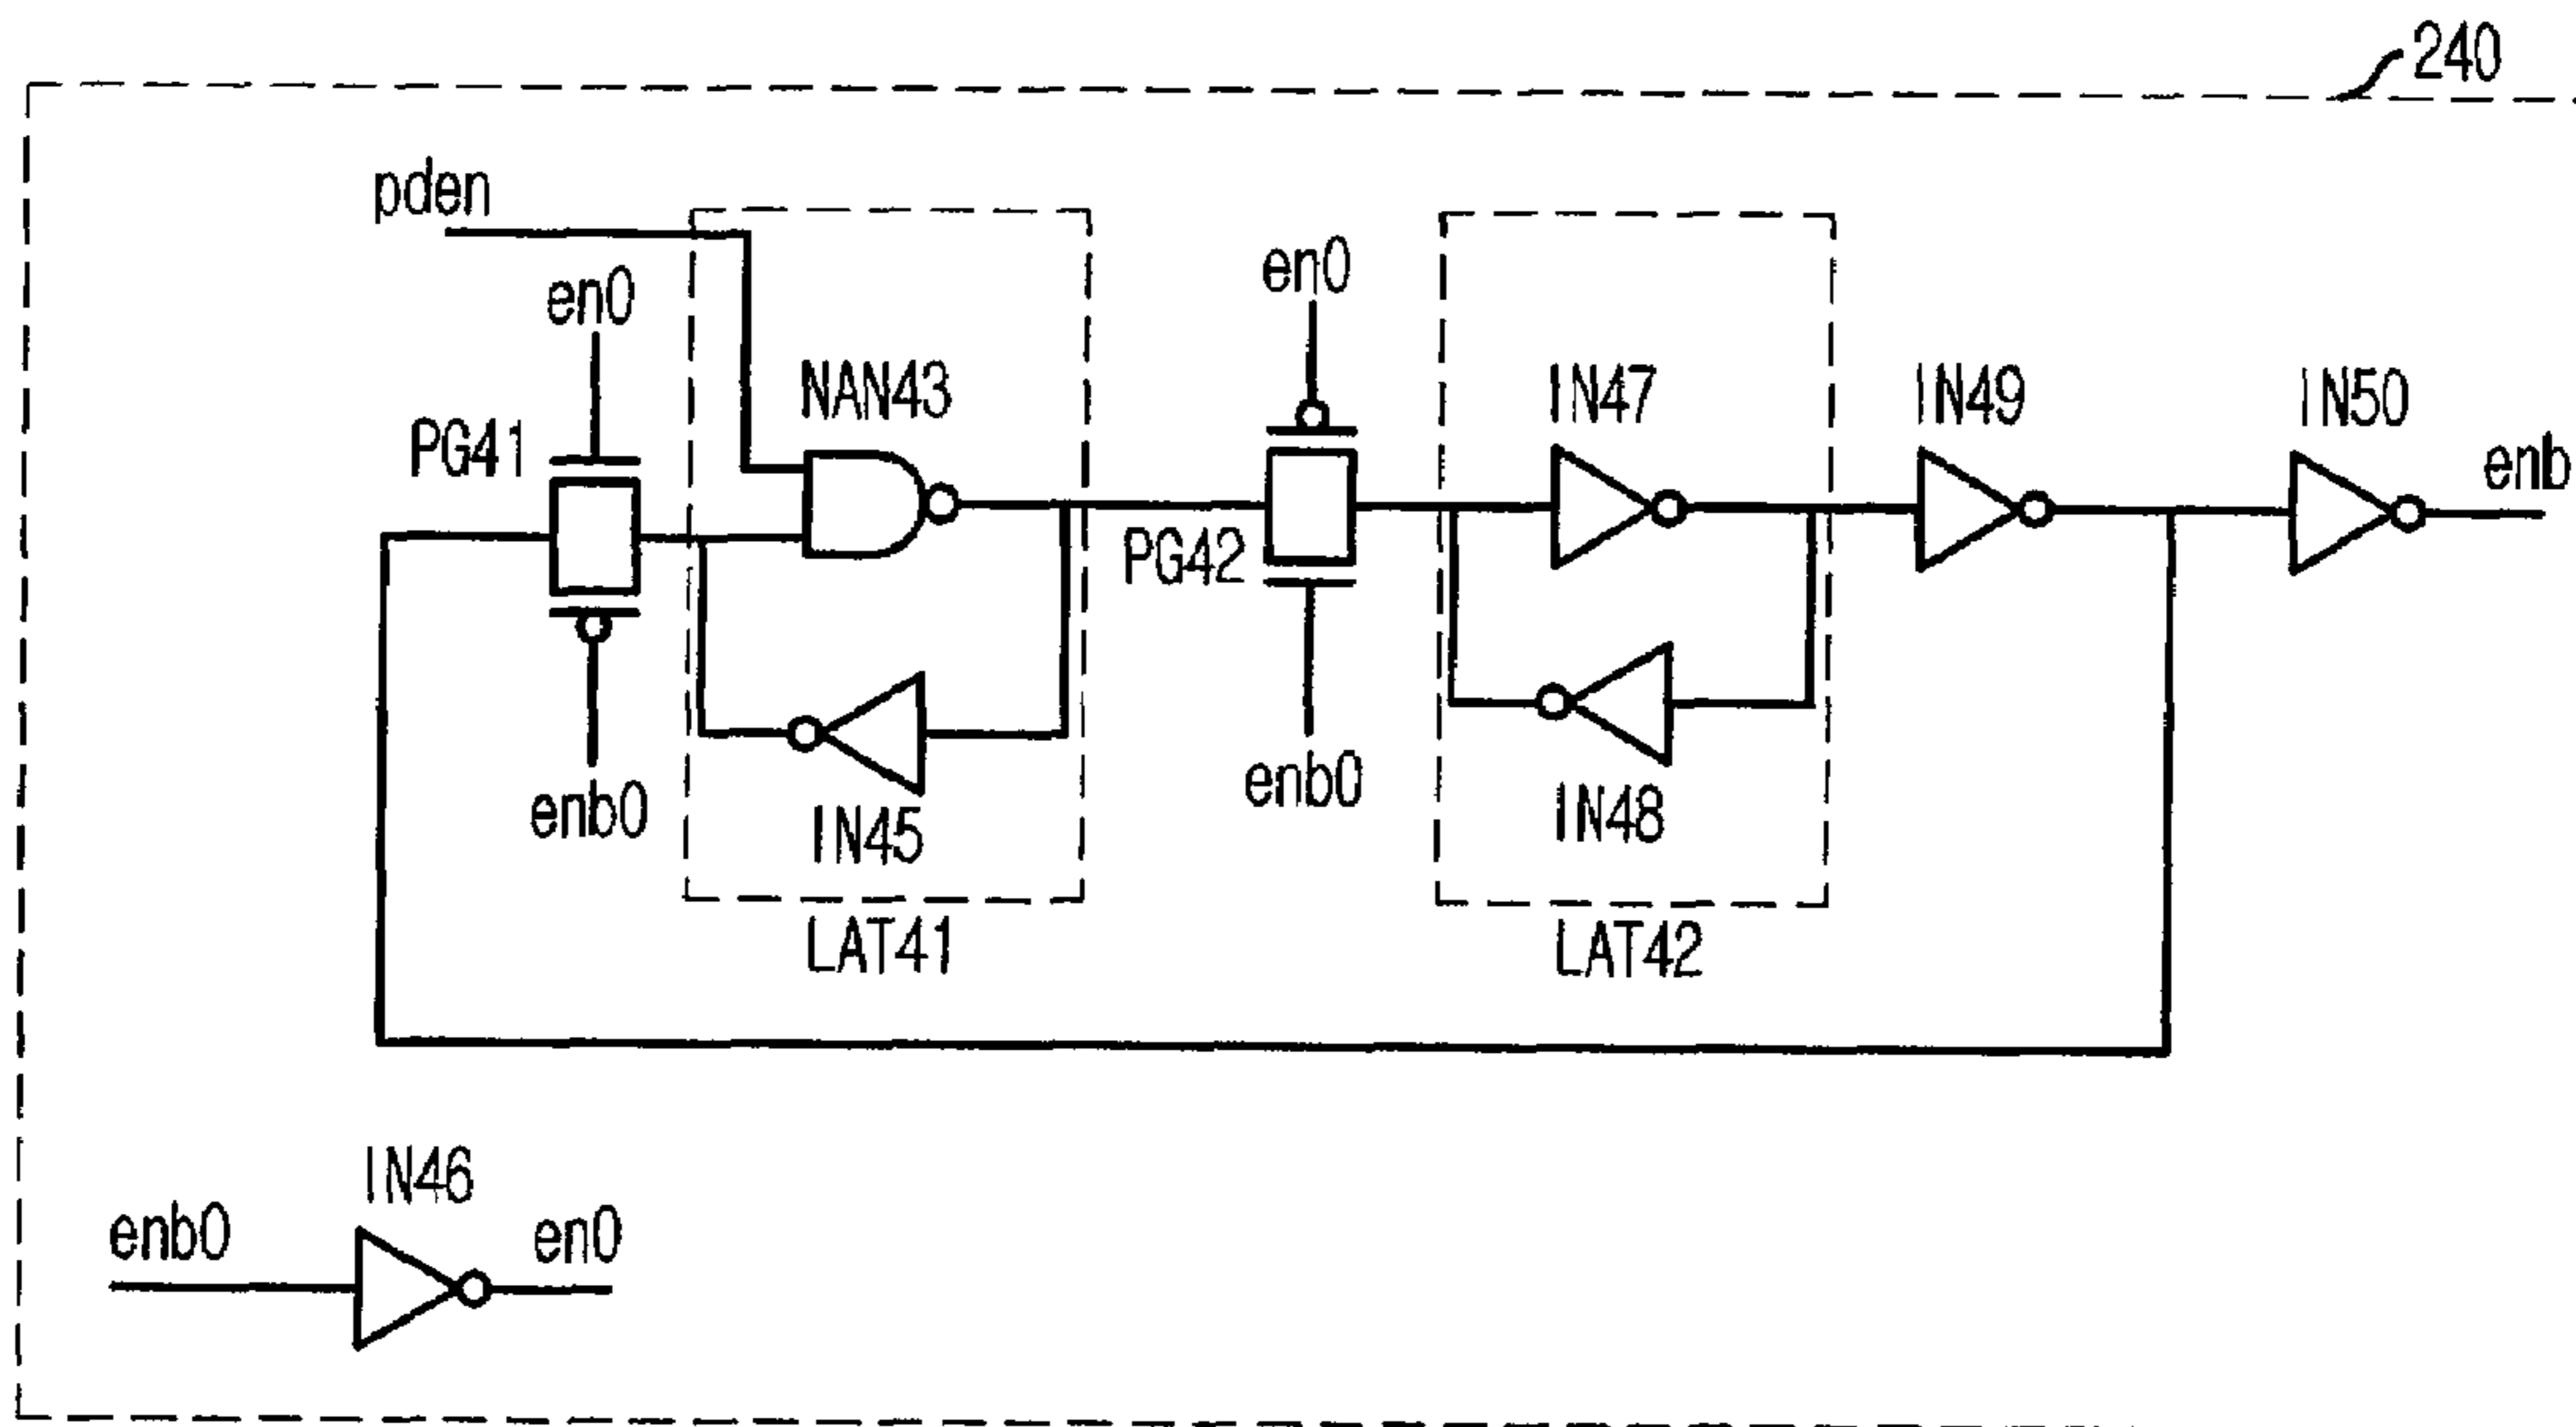 240
pden
en0
en0
NAN43
IN47
IN49
IN50
PG41
enb
PG42
enb0
enb0
IN45
IN48
LAT41
LAT42
IN46
enb0
en0